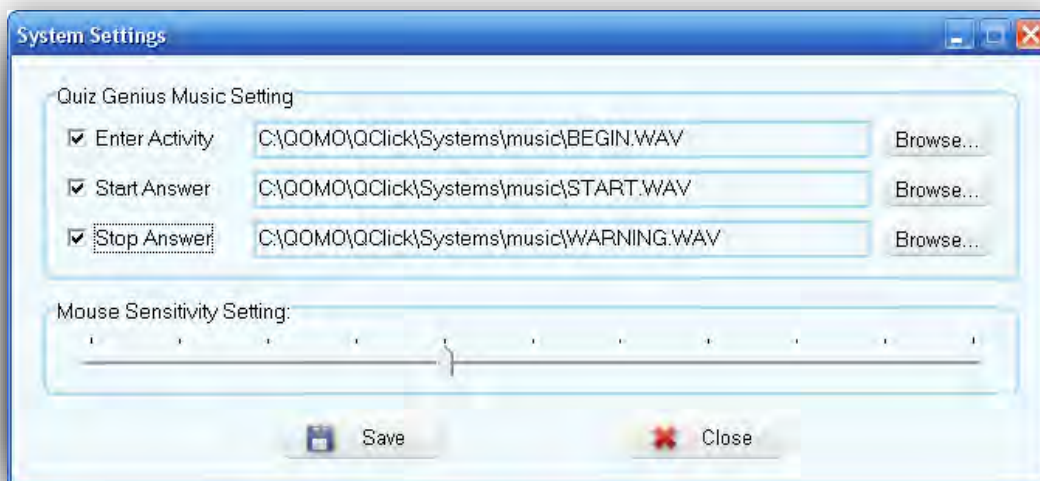 System Settings
Quiz Genius Music Setting
Enter Activity C:\QOMO\QClick\Systems\music\BEGIN.WAV Browse...
Start Answer C:\QOMO\QClick\Systems\music\START.WAV Browse...
Stop Answer C:\QOMO\QClick\Systems\music\WARNING.WAV Browse...
Mouse Sensitivity Setting:
Save Close